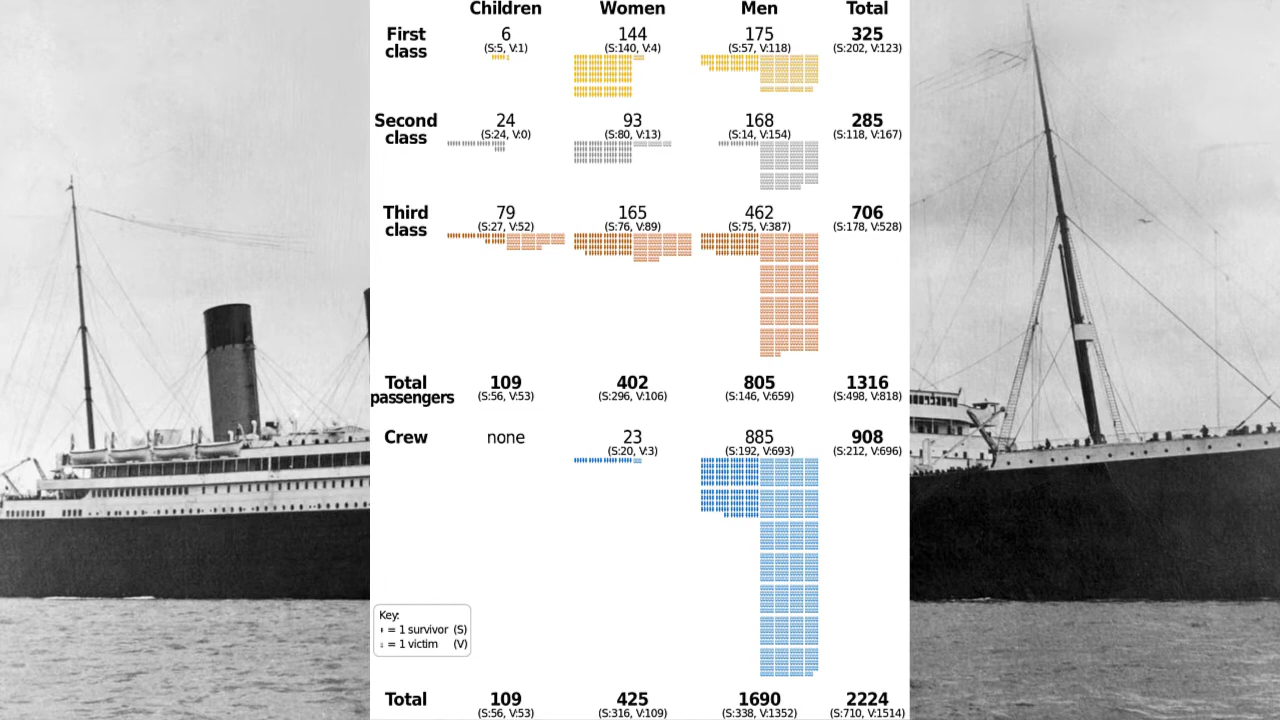 Children Women Men Total
First class 6 144 175 325
(S:5, V:1) (S:140, V:4) (S:57, V:118) (S:202, V:123)
Second class 24 93 168 285
(S:24, V:0) (S:80, V:13) (S:14, V:154) (S:118, V:167)
Third class 79 165 462 706
(S:27, V:52) (S:76, V:89) (S:75, V:387) (S:178, V:528)
Total passengers 109 402 805 1316
(S:56, V:53) (S:296, V:106) (S:146, V:659) (S:498, V:818)
Crew none 23 885 908
(S:20, V:3) (S:192, V:693) (S:212, V:696)
Key:
= 1 survivor (S)
= 1 victim (V)
Total 109 425 1690 2224
(S:56, V:53) (S:316, V:109) (S:338, V:1352) (S:710, V:1514)